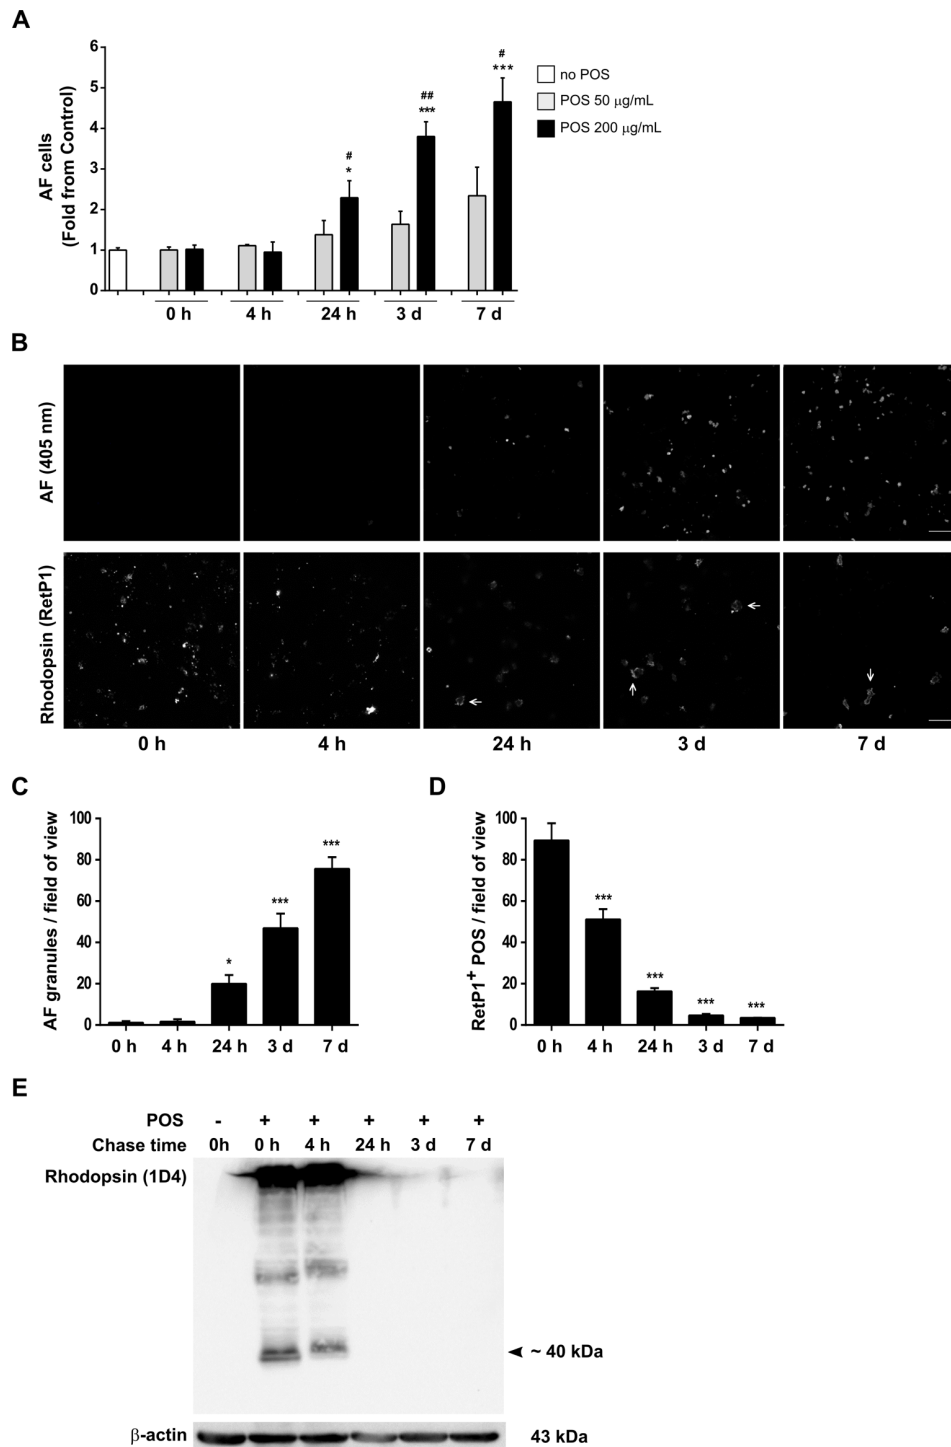 A
AF cells
(Fold from Control)
6
5
4
3
2
1
0
#
*
##
***
#
***
no POS
POS 50 μg/mL
POS 200 μg/mL
0 h 4 h 24 h 3 d 7 d
B
AF (405 nm)
Rhodopsin (RetP1)
0 h 4 h 24 h 3 d 7 d
C
AF granules / field of view
100
80
60
40
20
0
*
***
***
0 h 4 h 24 h 3 d 7 d
D
RetP1+ POS / field of view
100
80
60
40
20
0
***
***
***
***
0 h 4 h 24 h 3 d 7 d
E
POS - + + + + +
Chase time 0h 0 h 4 h 24 h 3 d 7 d
Rhodopsin (1D4)
~ 40 kDa
β-actin 43 kDa